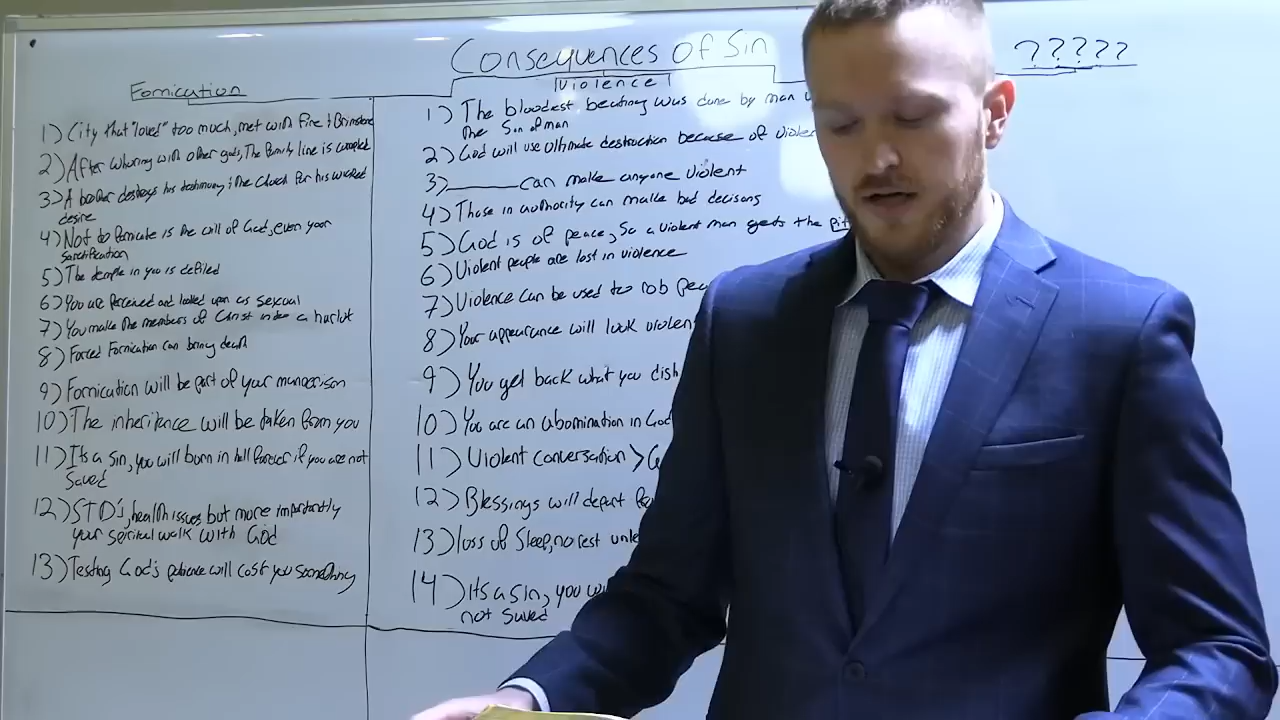 Consequences of Sin
?????
Fornication
1) City that "loved" too much, met with Fire & Brimstone
2) After whoring with other gods, The family line is
3) A brother destroys his testimony & the Church for his wicked
desire
4) Not to fornicate is the will of God, even your
Sanctification
5) The temple in you is defiled
6) You are perceived and looked upon as sexual
7) You make the members of Christ into a harlot
8) Forced Fornication can bring death
9) Fornication will be part of your
10) The inheritance will be taken from you
11) Its a sin, you will burn in hell forever if you are not
Saved
12) STD's, health issues but more importantly
your spiritual walk with God
13) Testing God's patience will cost you something
Violence
1) The bloodest beating was done by man
the Son of man
2) God will use ultimate destruction because of
3) ______ can make anyone violent
4) Those in authority can make bad decisons
5) God is of peace, So a violent man gets the pit
6) Violent people are lost in violence
7) Violence can be used to rob
8) Your appearance will look violent
9) You get back what you dish
10) You are an abomination in God
11) Violent conversation >
12) Blessings will depart
13) loss of sleep, no rest
14) Its a sin, you
not saved